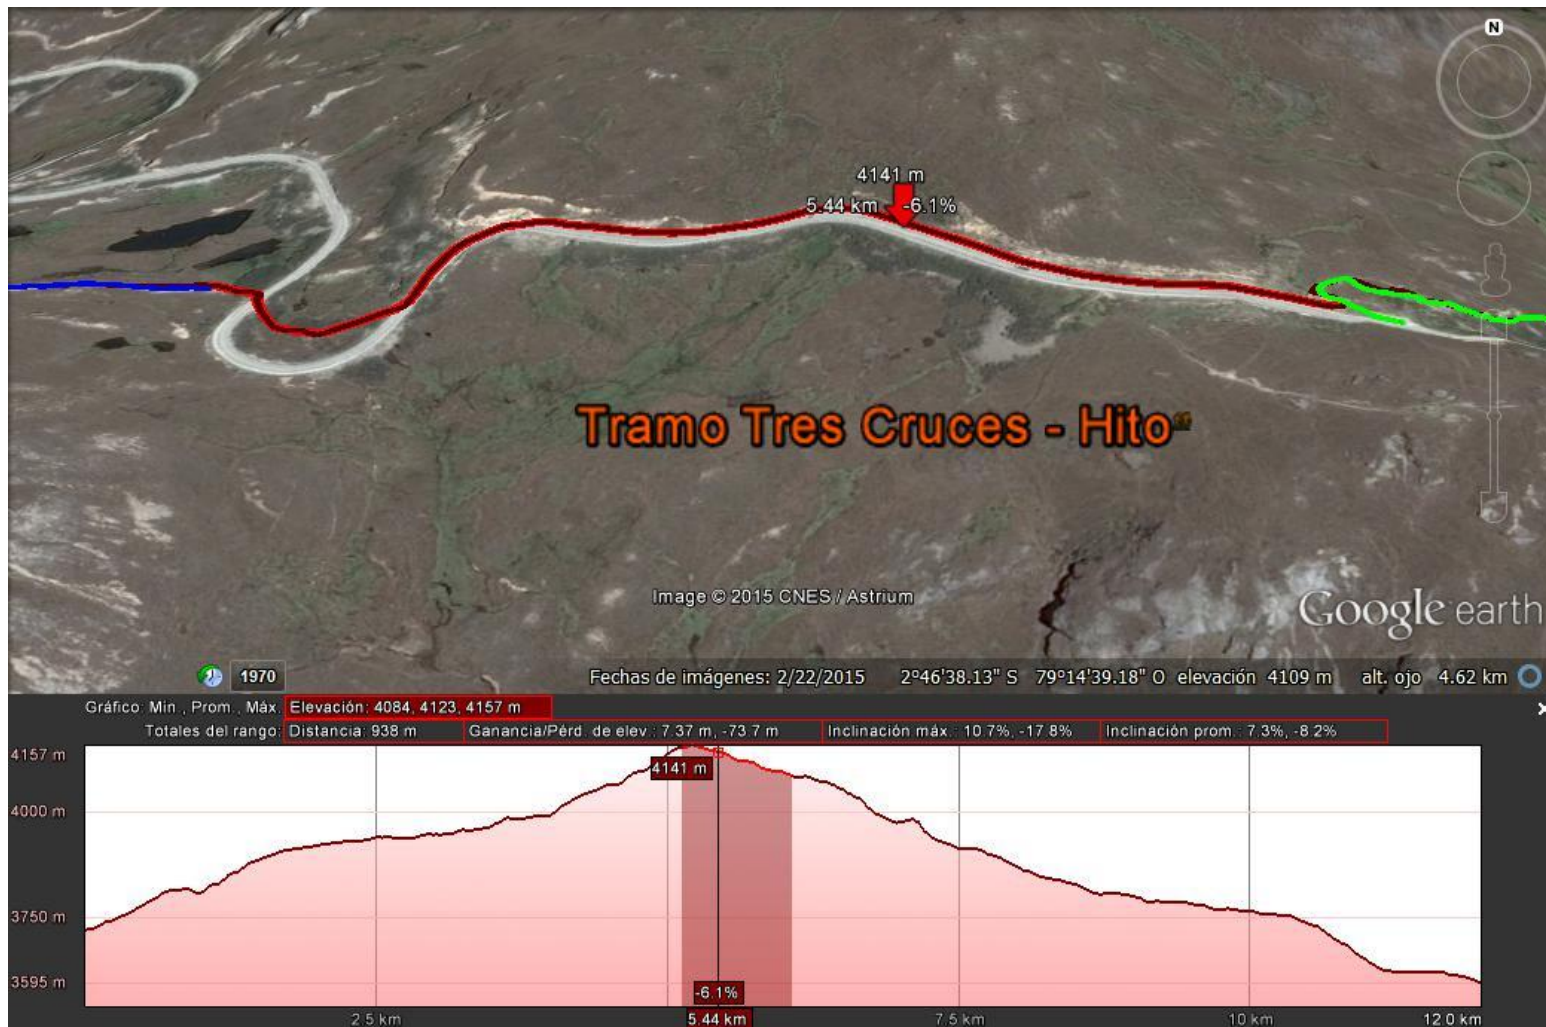 N
4141 m
5.44 km -6.1%
Tramo Tres Cruces - Hito
Image © 2015 CNES / Astrium
Google earth
1970
Fechas de imágenes: 2/22/2015 2°46'38.13" S 79°14'39.18" O elevación 4109 m alt. ojo 4.62 km
Gráfico: Min., Prom., Máx. Elevación: 4084, 4123, 4157 m
Totales del rango: Distancia: 938 m Ganancia/Pérd. de elev.: 7.37 m, -73.7 m Inclinación máx.: 10.7%, -17.8% Inclinación prom.: 7.3%, -8.2%
4157 m
4141 m
4000 m
3750 m
3595 m
-6.1%
2.5 km 5.44 km 7.5 km 10 km 12.0 km